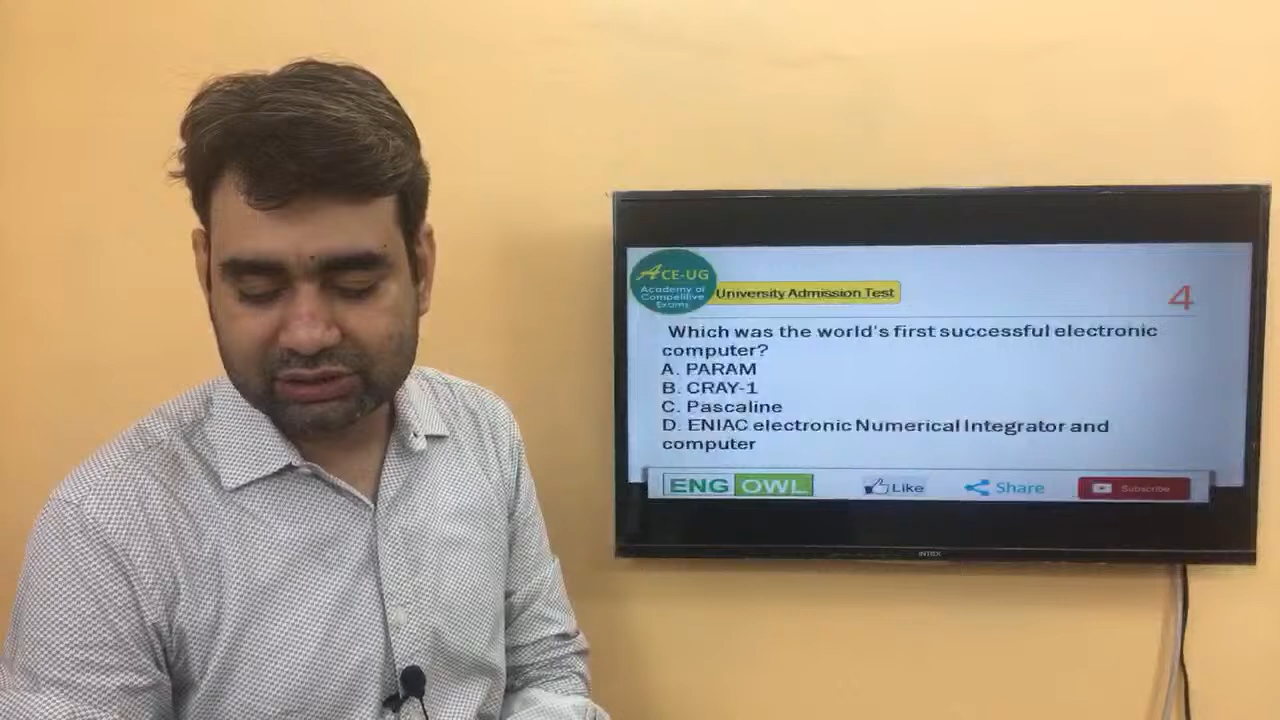 ACE-UG
Academy of
Competitive
Exams
University Admission Test
4
Which was the world's first successful electronic
computer?
A. PARAM
B. CRAY-1
C. Pascaline
D. ENIAC electronic Numerical Integrator and
computer
ENG OWL
Like
Share
Subscribe
INTEX